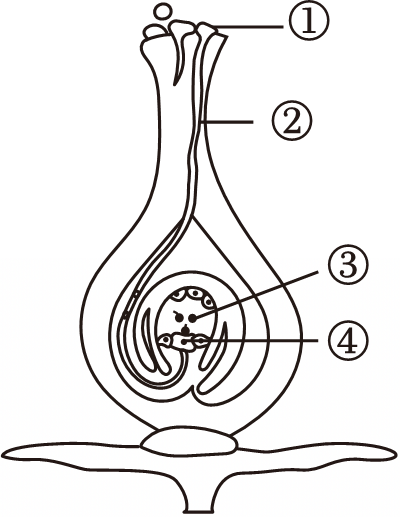 ①
②
③
④